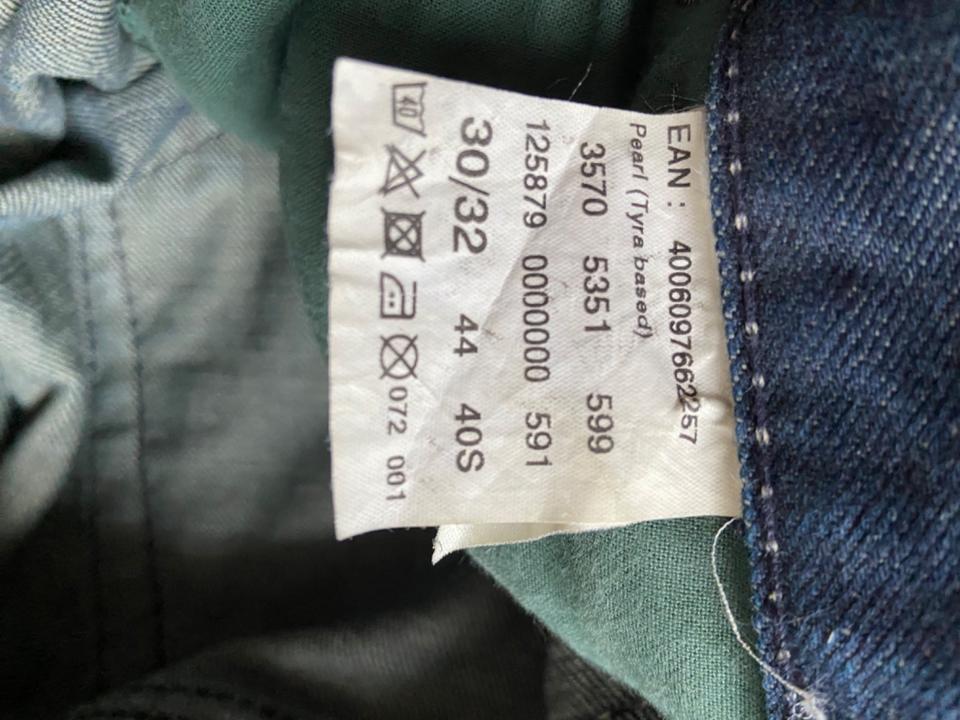 EAN : 4006097662257
Pearl (Tyra based)
3570 5351 599
125879 0000000 591
30/32 44 40S
40 072 001